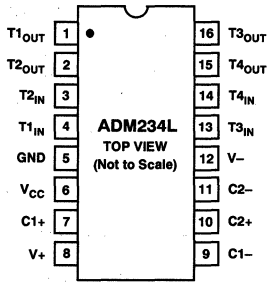 T1OUT 1 16 T3OUT
T2OUT 2 15 T4OUT
T2IN 3 14 T4IN
T1IN 4 ADM234L 13 T3IN
TOP VIEW
GND 5 (Not to Scale) 12 V–
VCC 6 11 C2–
C1+ 7 10 C2+
V+ 8 9 C1–